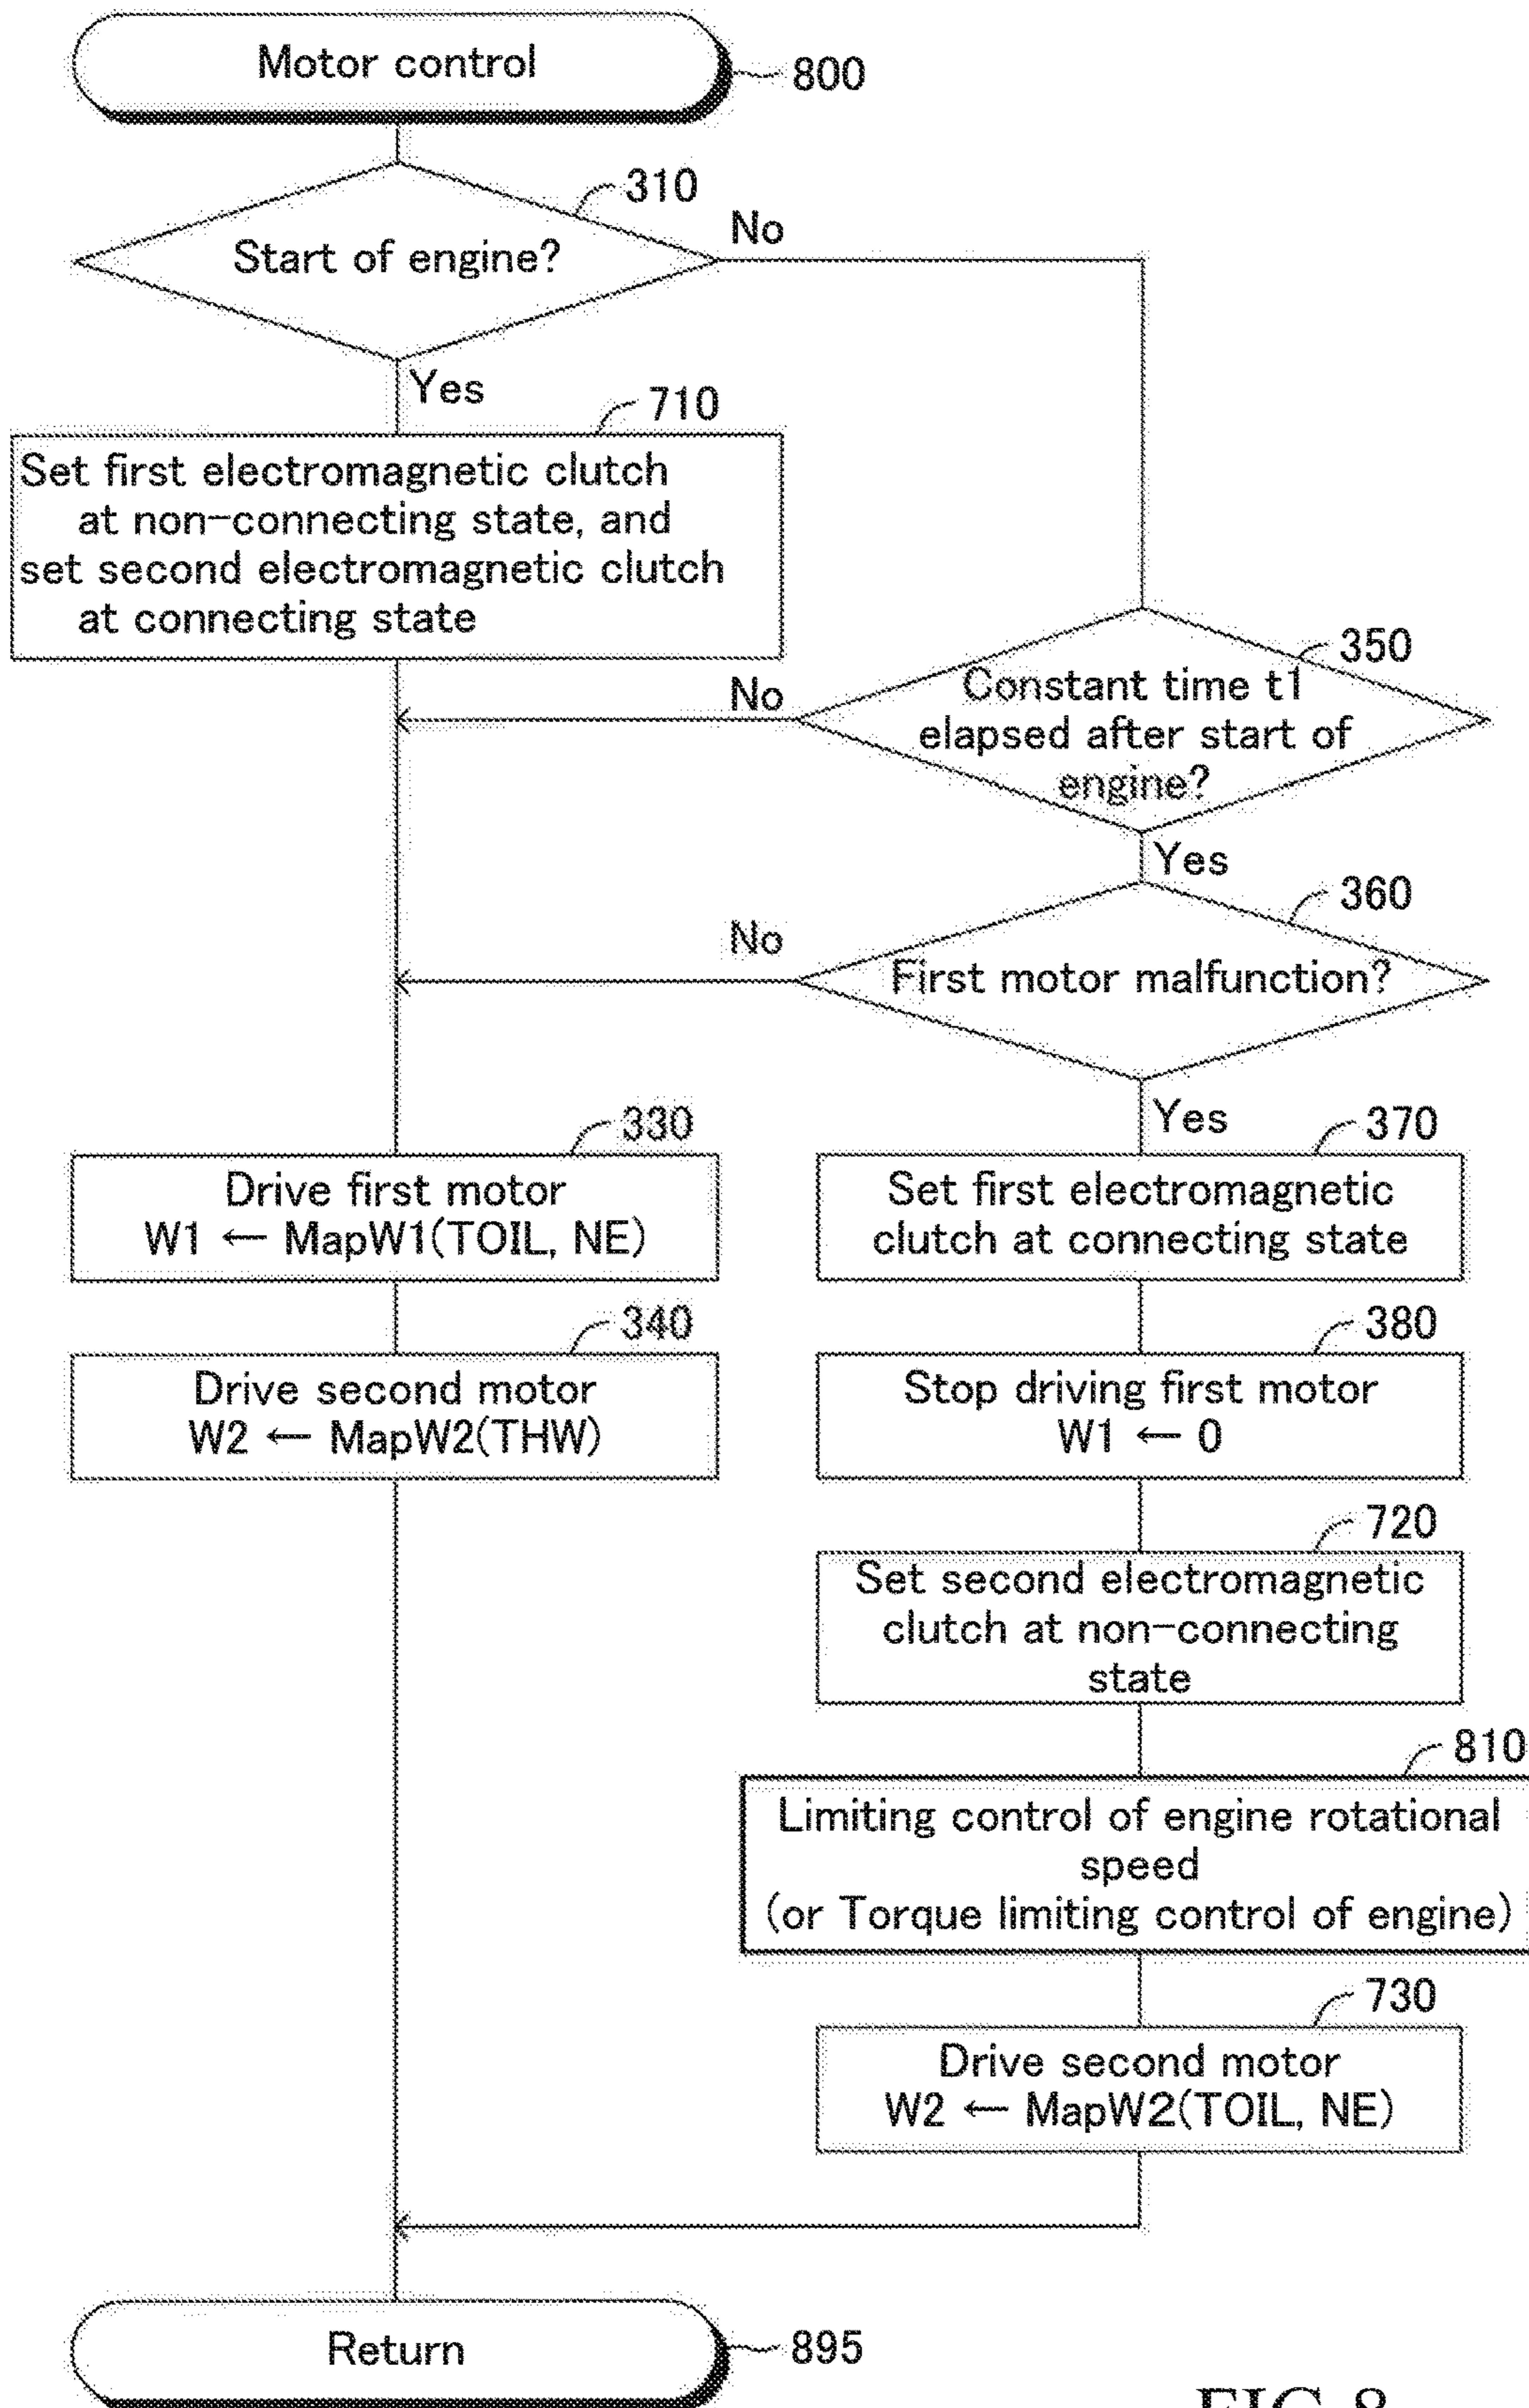 Motor control
800
310
Start of engine?
No
Yes
710
Set first electromagnetic clutch
at non-connecting state, and
set second electromagnetic clutch
at connecting state
350
Constant time t1
elapsed after start of
engine?
No
Yes
360
First motor malfunction?
No
Yes
330
Drive first motor
W1 ← MapW1(TOIL, NE)
370
Set first electromagnetic
clutch at connecting state
340
Drive second motor
W2 ← MapW2(THW)
380
Stop driving first motor
W1 ← 0
720
Set second electromagnetic
clutch at non-connecting
state
810
Limiting control of engine rotational
speed
(or Torque limiting control of engine)
730
Drive second motor
W2 ← MapW2(TOIL, NE)
Return
895
FIG.8